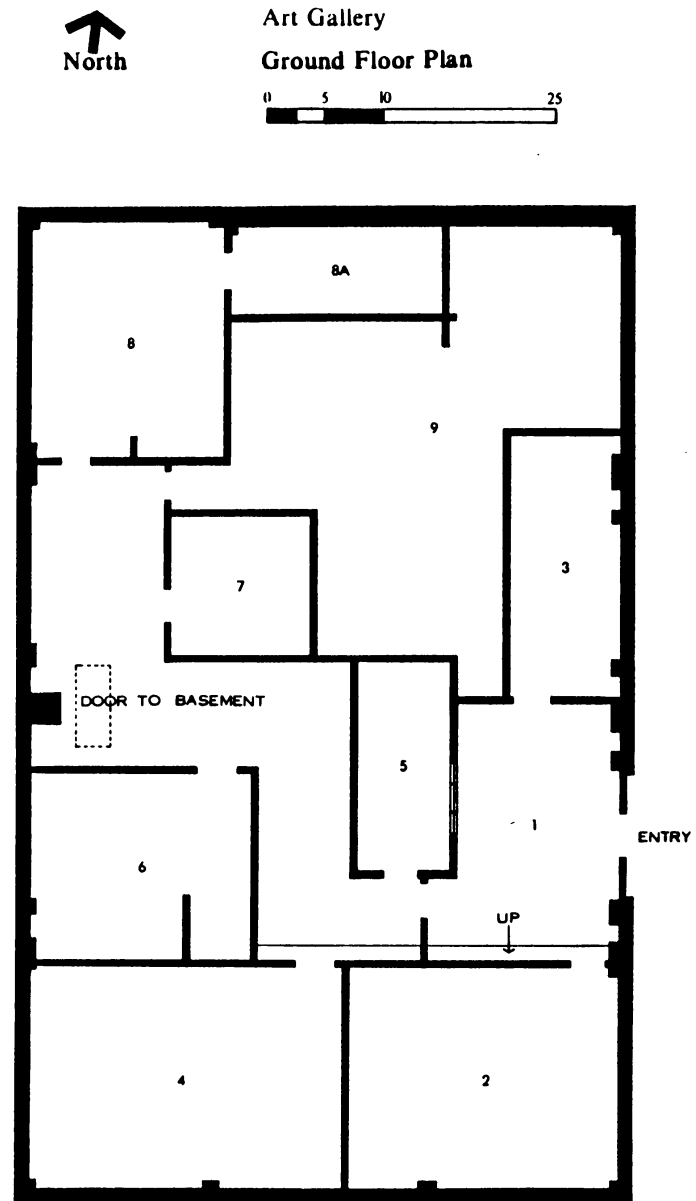 Art Gallery
North
Ground Floor Plan
0 5 10 25
8A
8
9
3
7
DOOR TO BASEMENT
5
1
ENTRY
6
UP
4
2